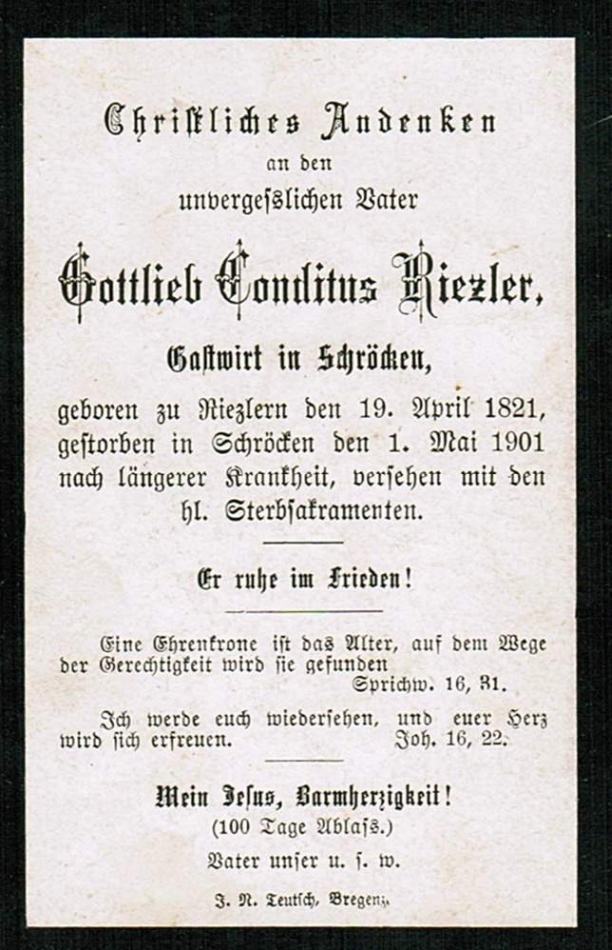 Christliches Andenken
an den
unvergesslichen Vater
Gottlieb Conditus Riezler,
Gastwirt in Schröcken,
geboren zu Riezlern den 19. April 1821,
gestorben in Schröcken den 1. Mai 1901
nach längerer Krankheit, versehen mit den
hl. Sterbsakramenten.
Er ruhe im Frieden!
Eine Ehrenkrone ist das Alter, auf dem Wege
der Gerechtigkeit wird sie gefunden
Sprichw. 16, 31.
Ich werde euch wiedersehen, und euer Herz
wird sich erfreuen. Joh. 16, 22.
Mein Jesus, Barmherzigkeit!
(100 Tage Ablass.)
Vater unser u. s. w.
J. N. Teutsch, Bregenz.